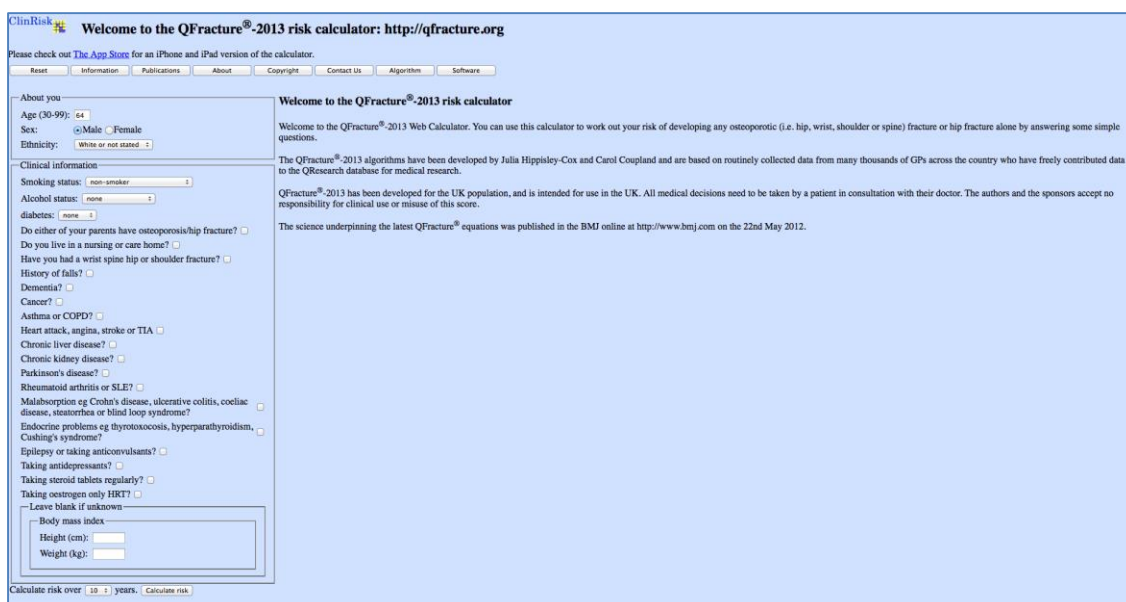 ClinRisk
Welcome to the QFracture®-2013 risk calculator: http://qfracture.org
Please check out The App Store for an iPhone and iPad version of the calculator.
Reset Information Publications About Copyright Contact Us Algorithm Software
About you
Age (30-99): 64
Sex: Male Female
Ethnicity: White or not stated
Clinical information
Smoking status: non-smoker
Alcohol status: none
diabetes: none
Do either of your parents have osteoporosis/hip fracture?
Do you live in a nursing or care home?
Have you had a wrist spine hip or shoulder fracture?
History of falls?
Dementia?
Cancer?
Asthma or COPD?
Heart attack, angina, stroke or TIA
Chronic liver disease?
Chronic kidney disease?
Parkinson's disease?
Rheumatoid arthritis or SLE?
Malabsorption eg Crohn's disease, ulcerative colitis, coeliac
disease, steatorrhea or blind loop syndrome?
Endocrine problems eg thyrotoxocosis, hyperparathyroidism,
Cushing's syndrome?
Epilepsy or taking anticonvulsants?
Taking antidepressants?
Taking steroid tablets regularly?
Taking oestrogen only HRT?
Leave blank if unknown
Body mass index
Height (cm):
Weight (kg):
Calculate risk over 10 years. Calculate risk
Welcome to the QFracture®-2013 risk calculator
Welcome to the QFracture®-2013 Web Calculator. You can use this calculator to work out your risk of developing any osteoporotic (i.e. hip, wrist, shoulder or spine) fracture or hip fracture alone by answering some simple
questions.
The QFracture®-2013 algorithms have been developed by Julia Hippisley-Cox and Carol Coupland and are based on routinely collected data from many thousands of GPs across the country who have freely contributed data
to the QResearch database for medical research.
QFracture®-2013 has been developed for the UK population, and is intended for use in the UK. All medical decisions need to be taken by a patient in consultation with their doctor. The authors and the sponsors accept no
responsibility for clinical use or misuse of this score.
The science underpinning the latest QFracture® equations was published in the BMJ online at http://www.bmj.com on the 22nd May 2012.